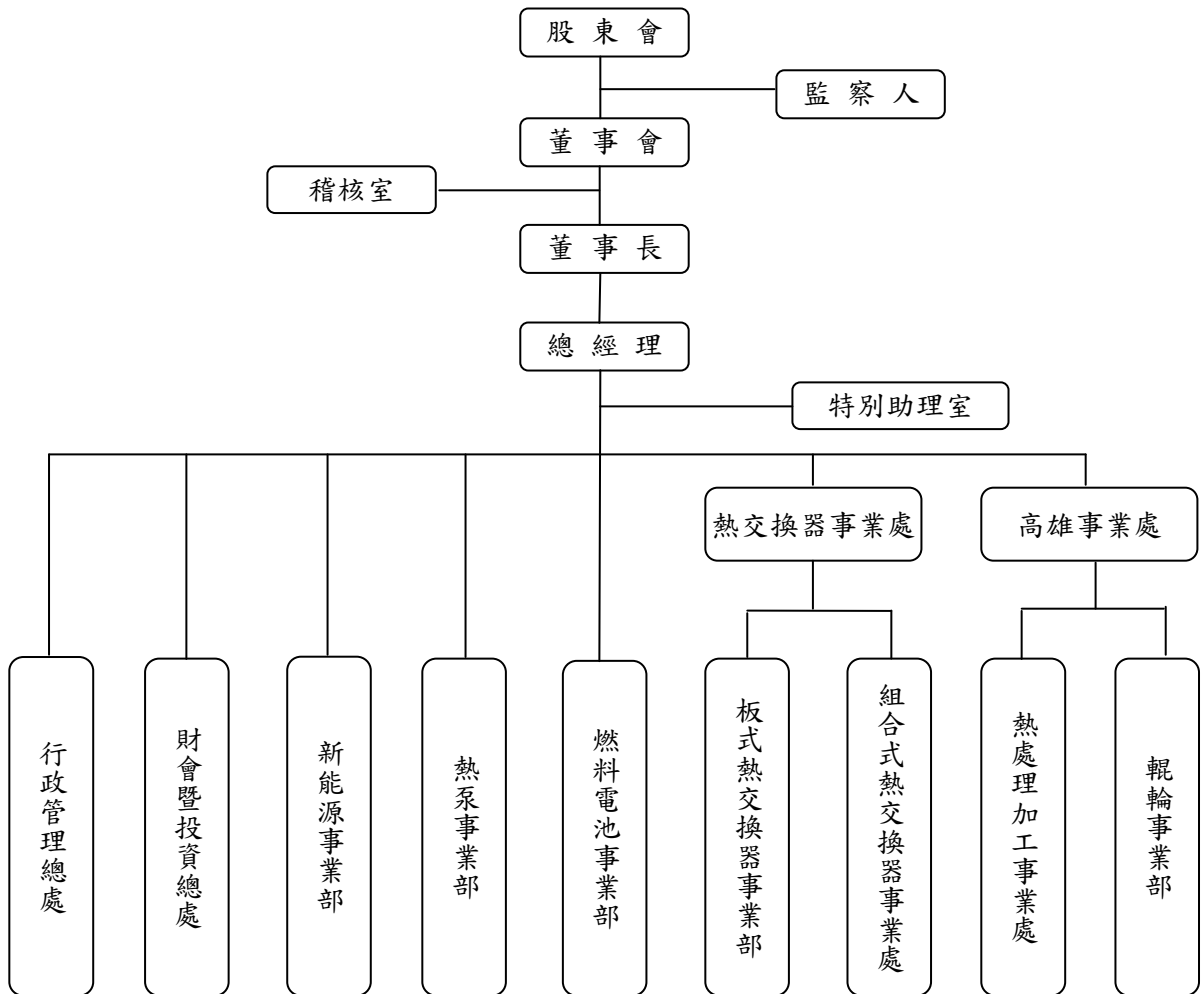 股東會
監察人
董事會
稽核室
董事長
總經理
特別助理室
熱交換器事業處
高雄事業處
行政管理總處
財會暨投資總處
新能源事業部
熱泵事業部
燃料電池事業部
板式熱交換器事業部
組合式熱交換器事業處
熱處理加工事業處
輥輪事業部